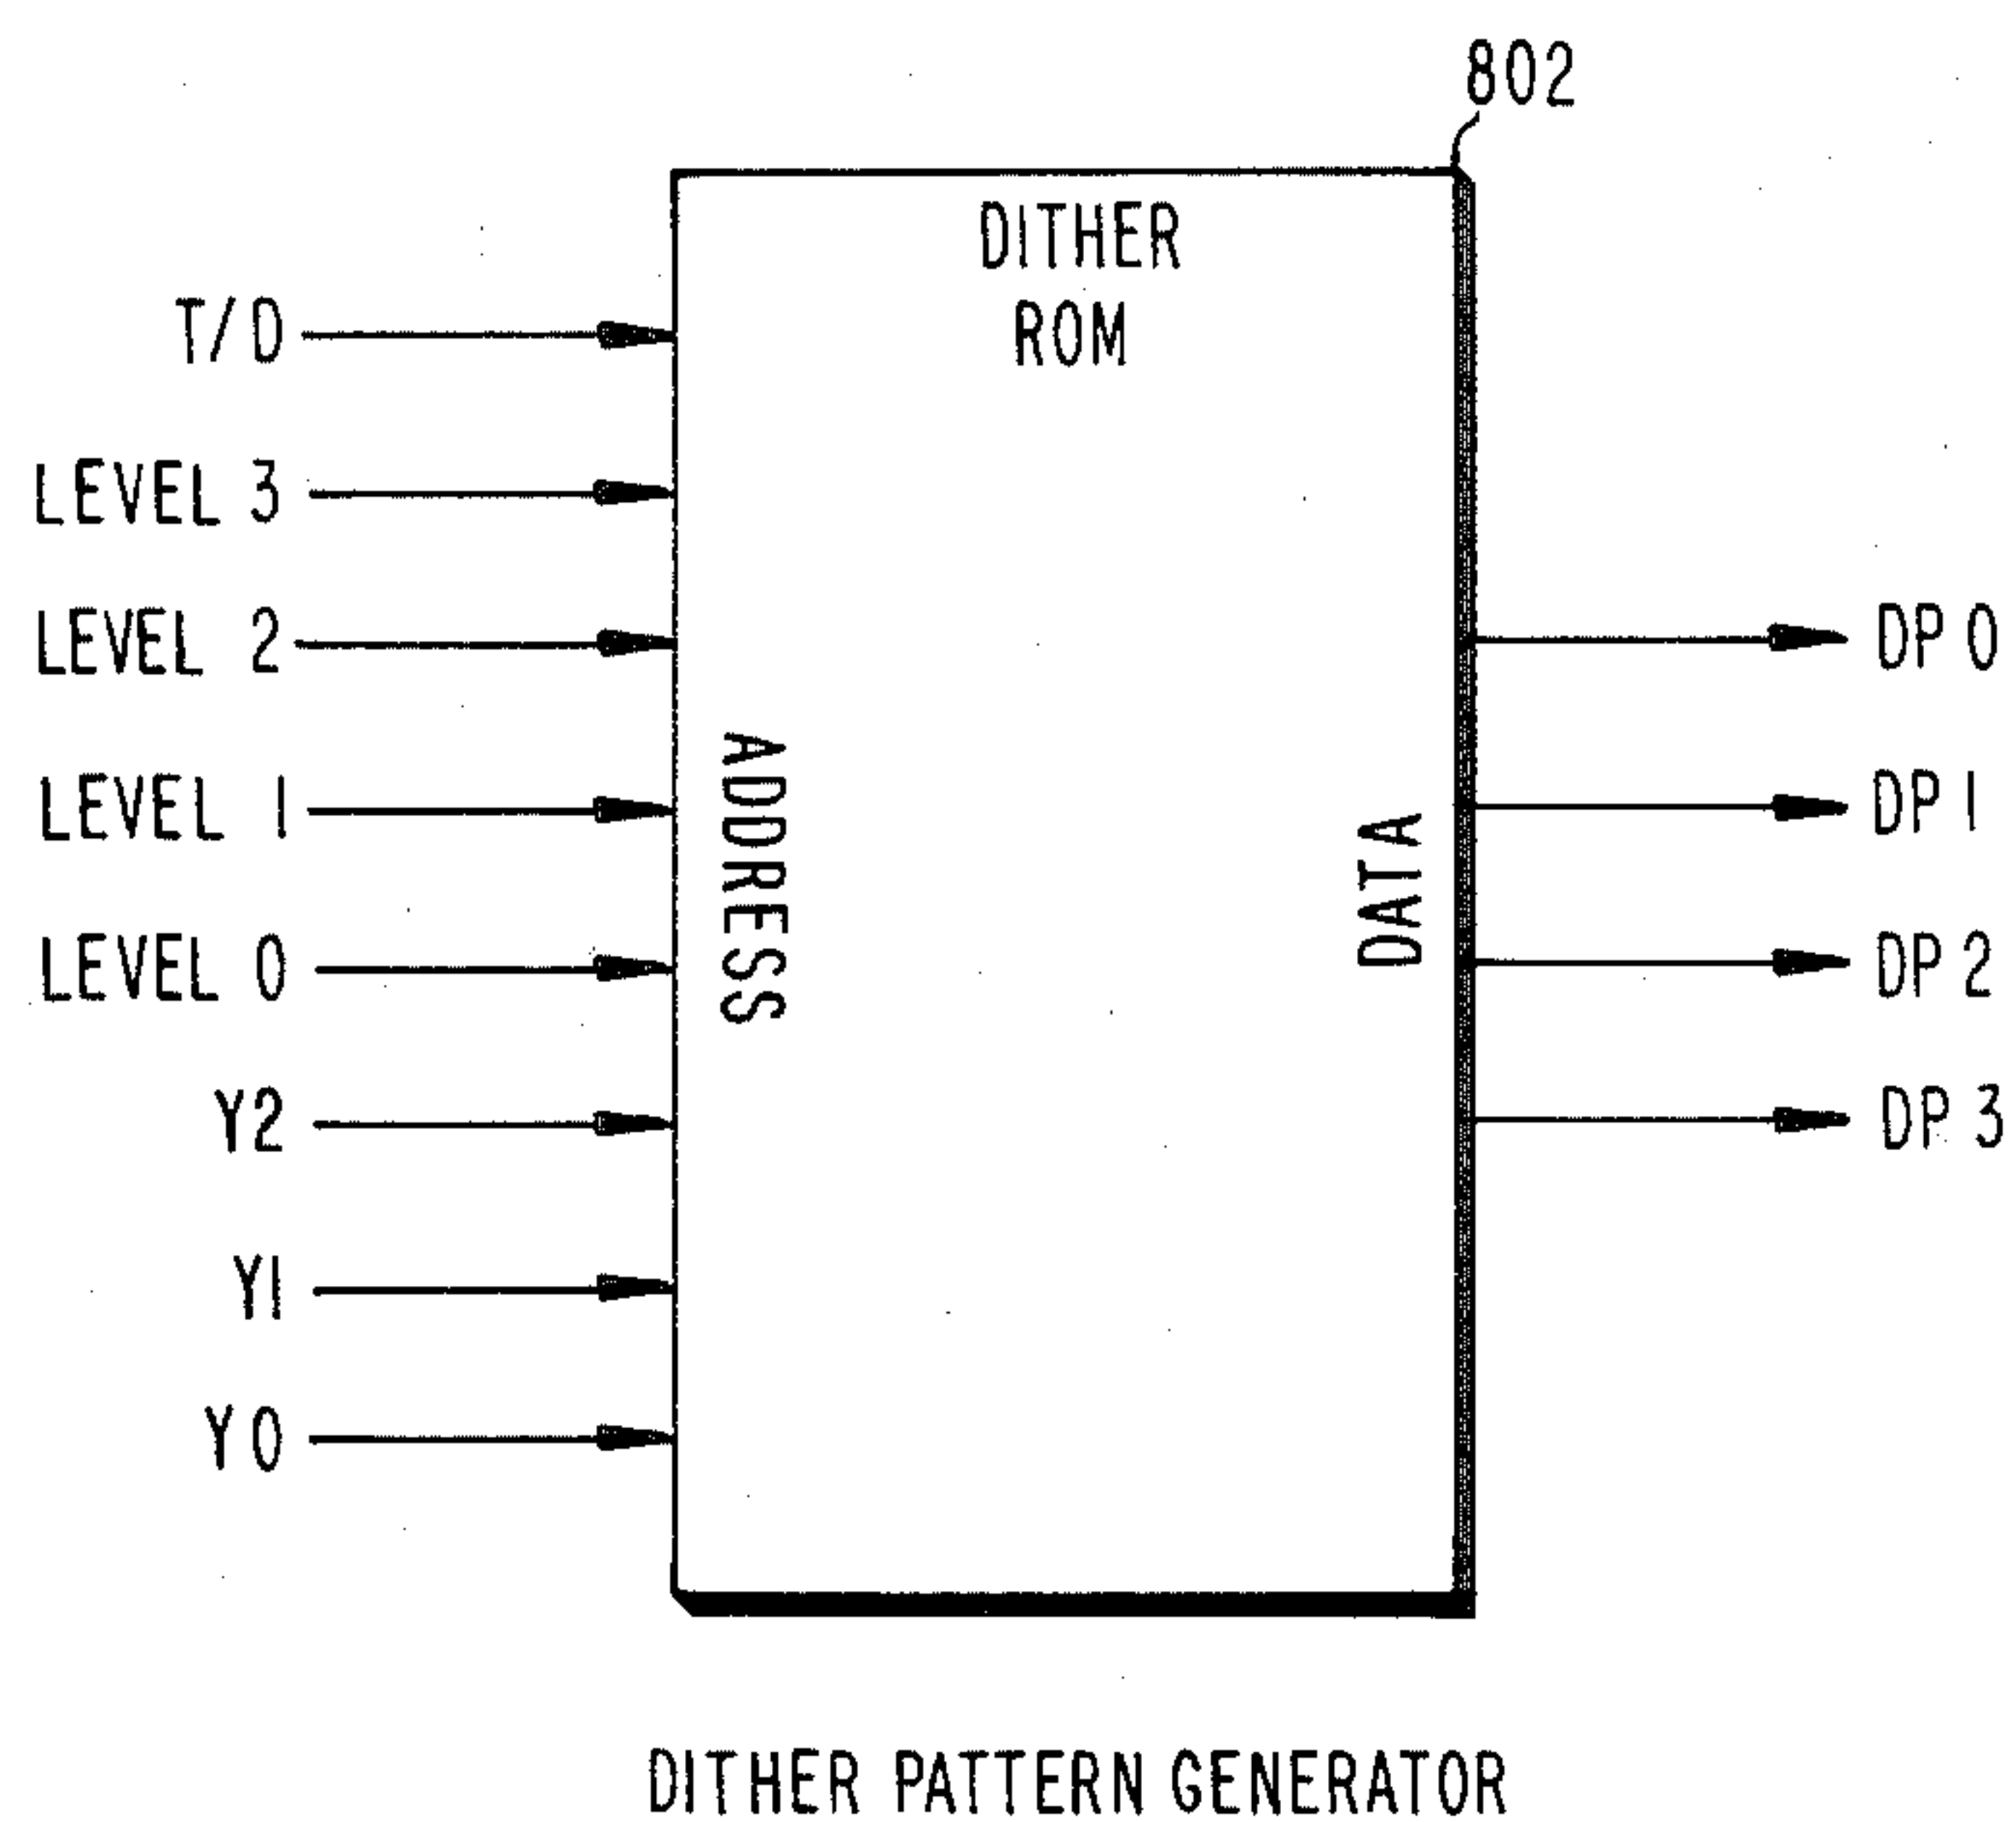 802
DITHER
ROM
T/D
LEVEL 3
LEVEL 2
LEVEL 1
LEVEL 0
Y2
Y1
Y0
ADDRESS
DATA
DP 0
DP 1
DP 2
DP 3
DITHER PATTERN GENERATOR